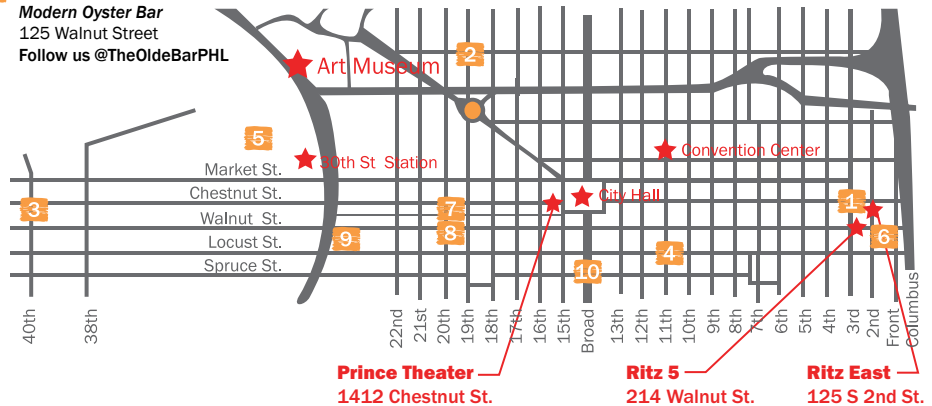 Modern Oyster Bar
125 Walnut Street
Follow us @TheOldeBarPHL
2
Art Museum
5
30th St Station
Convention Center
Market St.
Chestnut St.
City Hall
3
7
1
Walnut St.
8
9
6
Locust St.
4
Spruce St.
10
40th
38th
22nd
21st
20th
19th
18th
17th
16th
15th
Broad
13th
12th
11th
10th
9th
8th
7th
6th
5th
4th
3rd
2nd
Front
Columbus
Prince Theater
1412 Chestnut St.
Ritz 5
214 Walnut St.
Ritz East
125 S 2nd St.